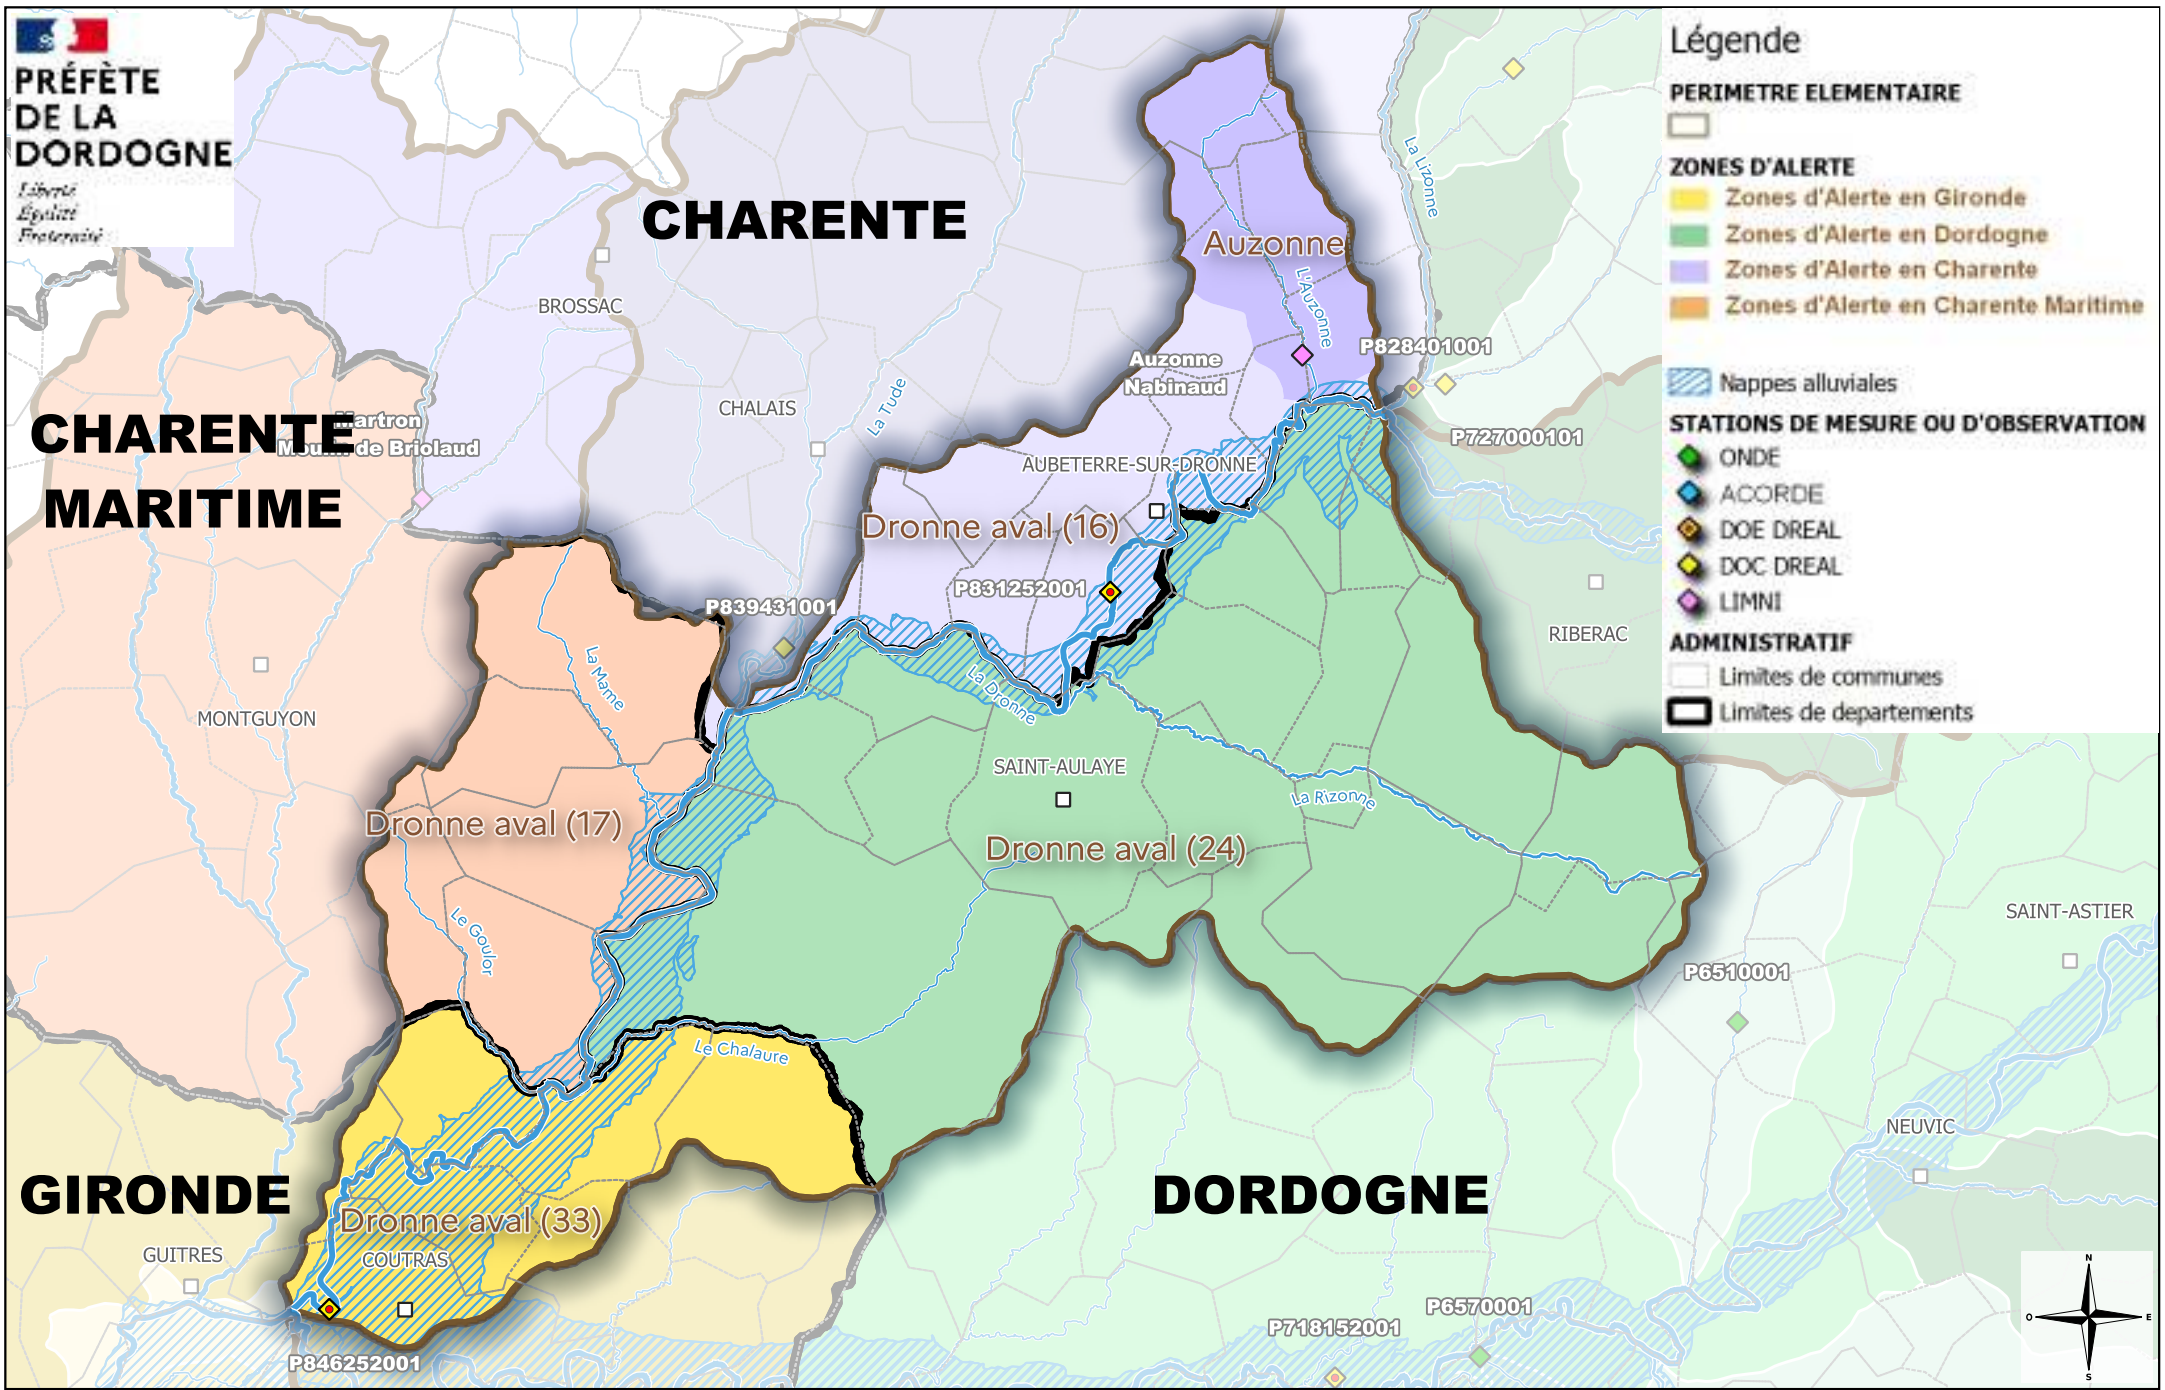 PRÉFÈTE
DE LA
DORDOGNE
Liberté
Égalité
Fraternité
CHARENTE
CHARENTE
MARITIME
GIRONDE
DORDOGNE
Auzonne
Dronne aval (16)
Dronne aval (17)
Dronne aval (24)
Dronne aval (33)
BROSSAC
CHALAIS
AUBETERRE-SUR-DRONNE
MONTGUYON
SAINT-AULAYE
RIBERAC
SAINT-ASTIER
NEUVIC
GUITRES
COUTRAS
La Lizonne
L'Auzonne
La Tude
La Mame
La Dronne
La Rizonne
Le Goulor
Le Chalaure
Auzonne
Nabinaud
Martron
Moulin de Briolaud
P828401001
P727000101
P831252001
P839431001
P6510001
P6570001
P718152001
P846252001
Légende
PERIMETRE ELEMENTAIRE
ZONES D'ALERTE
Zones d'Alerte en Gironde
Zones d'Alerte en Dordogne
Zones d'Alerte en Charente
Zones d'Alerte en Charente Maritime
Nappes alluviales
STATIONS DE MESURE OU D'OBSERVATION
ONDE
ACORDE
DOE DREAL
DOC DREAL
LIMNI
ADMINISTRATIF
Limites de communes
Limites de departements
N
O
E
S